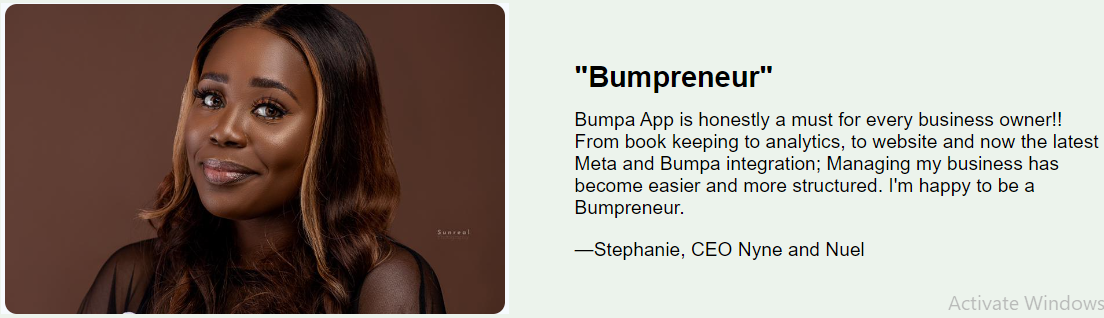 Sunreal
"Bumpreneur"
Bumpa App is honestly a must for every business owner!!
From book keeping to analytics, to website and now the latest
Meta and Bumpa integration; Managing my business has
become easier and more structured. I'm happy to be a
Bumpreneur.
—Stephanie, CEO Nyne and Nuel
Activate Windows